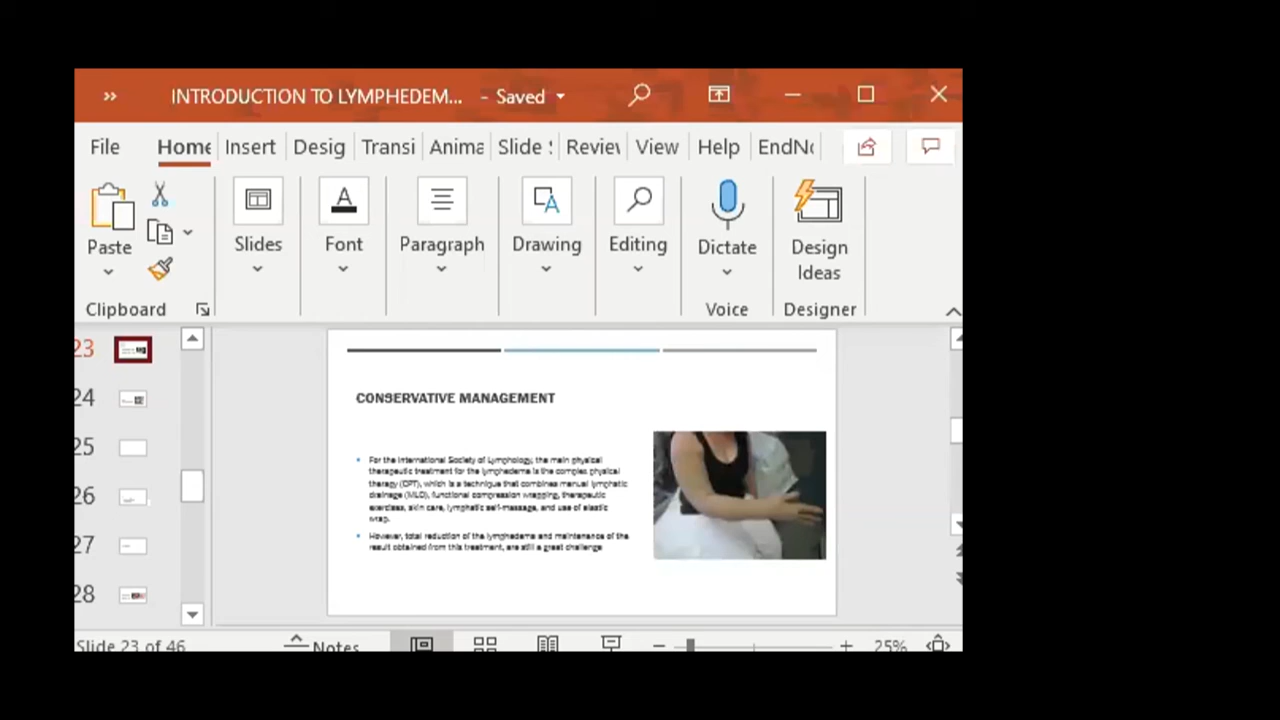 » INTRODUCTION TO LYMPHEDEM... - Saved
File Home Insert Desig Transi Anima Slide S Review View Help EndNo
Paste Slides Font Paragraph Drawing Editing Dictate Design Ideas
Clipboard Voice Designer
23
24
25
26
27
28
CONSERVATIVE MANAGEMENT
• For the International Society of Lymphology, the main physical
therapeutic treatment for the lymphedema is the complex physical
therapy (CPT), which is a technique that combines manual lymphatic
drainage (MLD), functional compression wrapping, therapeutic
exercises, skin care, lymphatic self-massage, and use of elastic
wrap.
• However, total reduction of the lymphedema and maintenance of the
result obtained from this treatment, are still a great challenge
Slide 23 of 46 Notes 25%